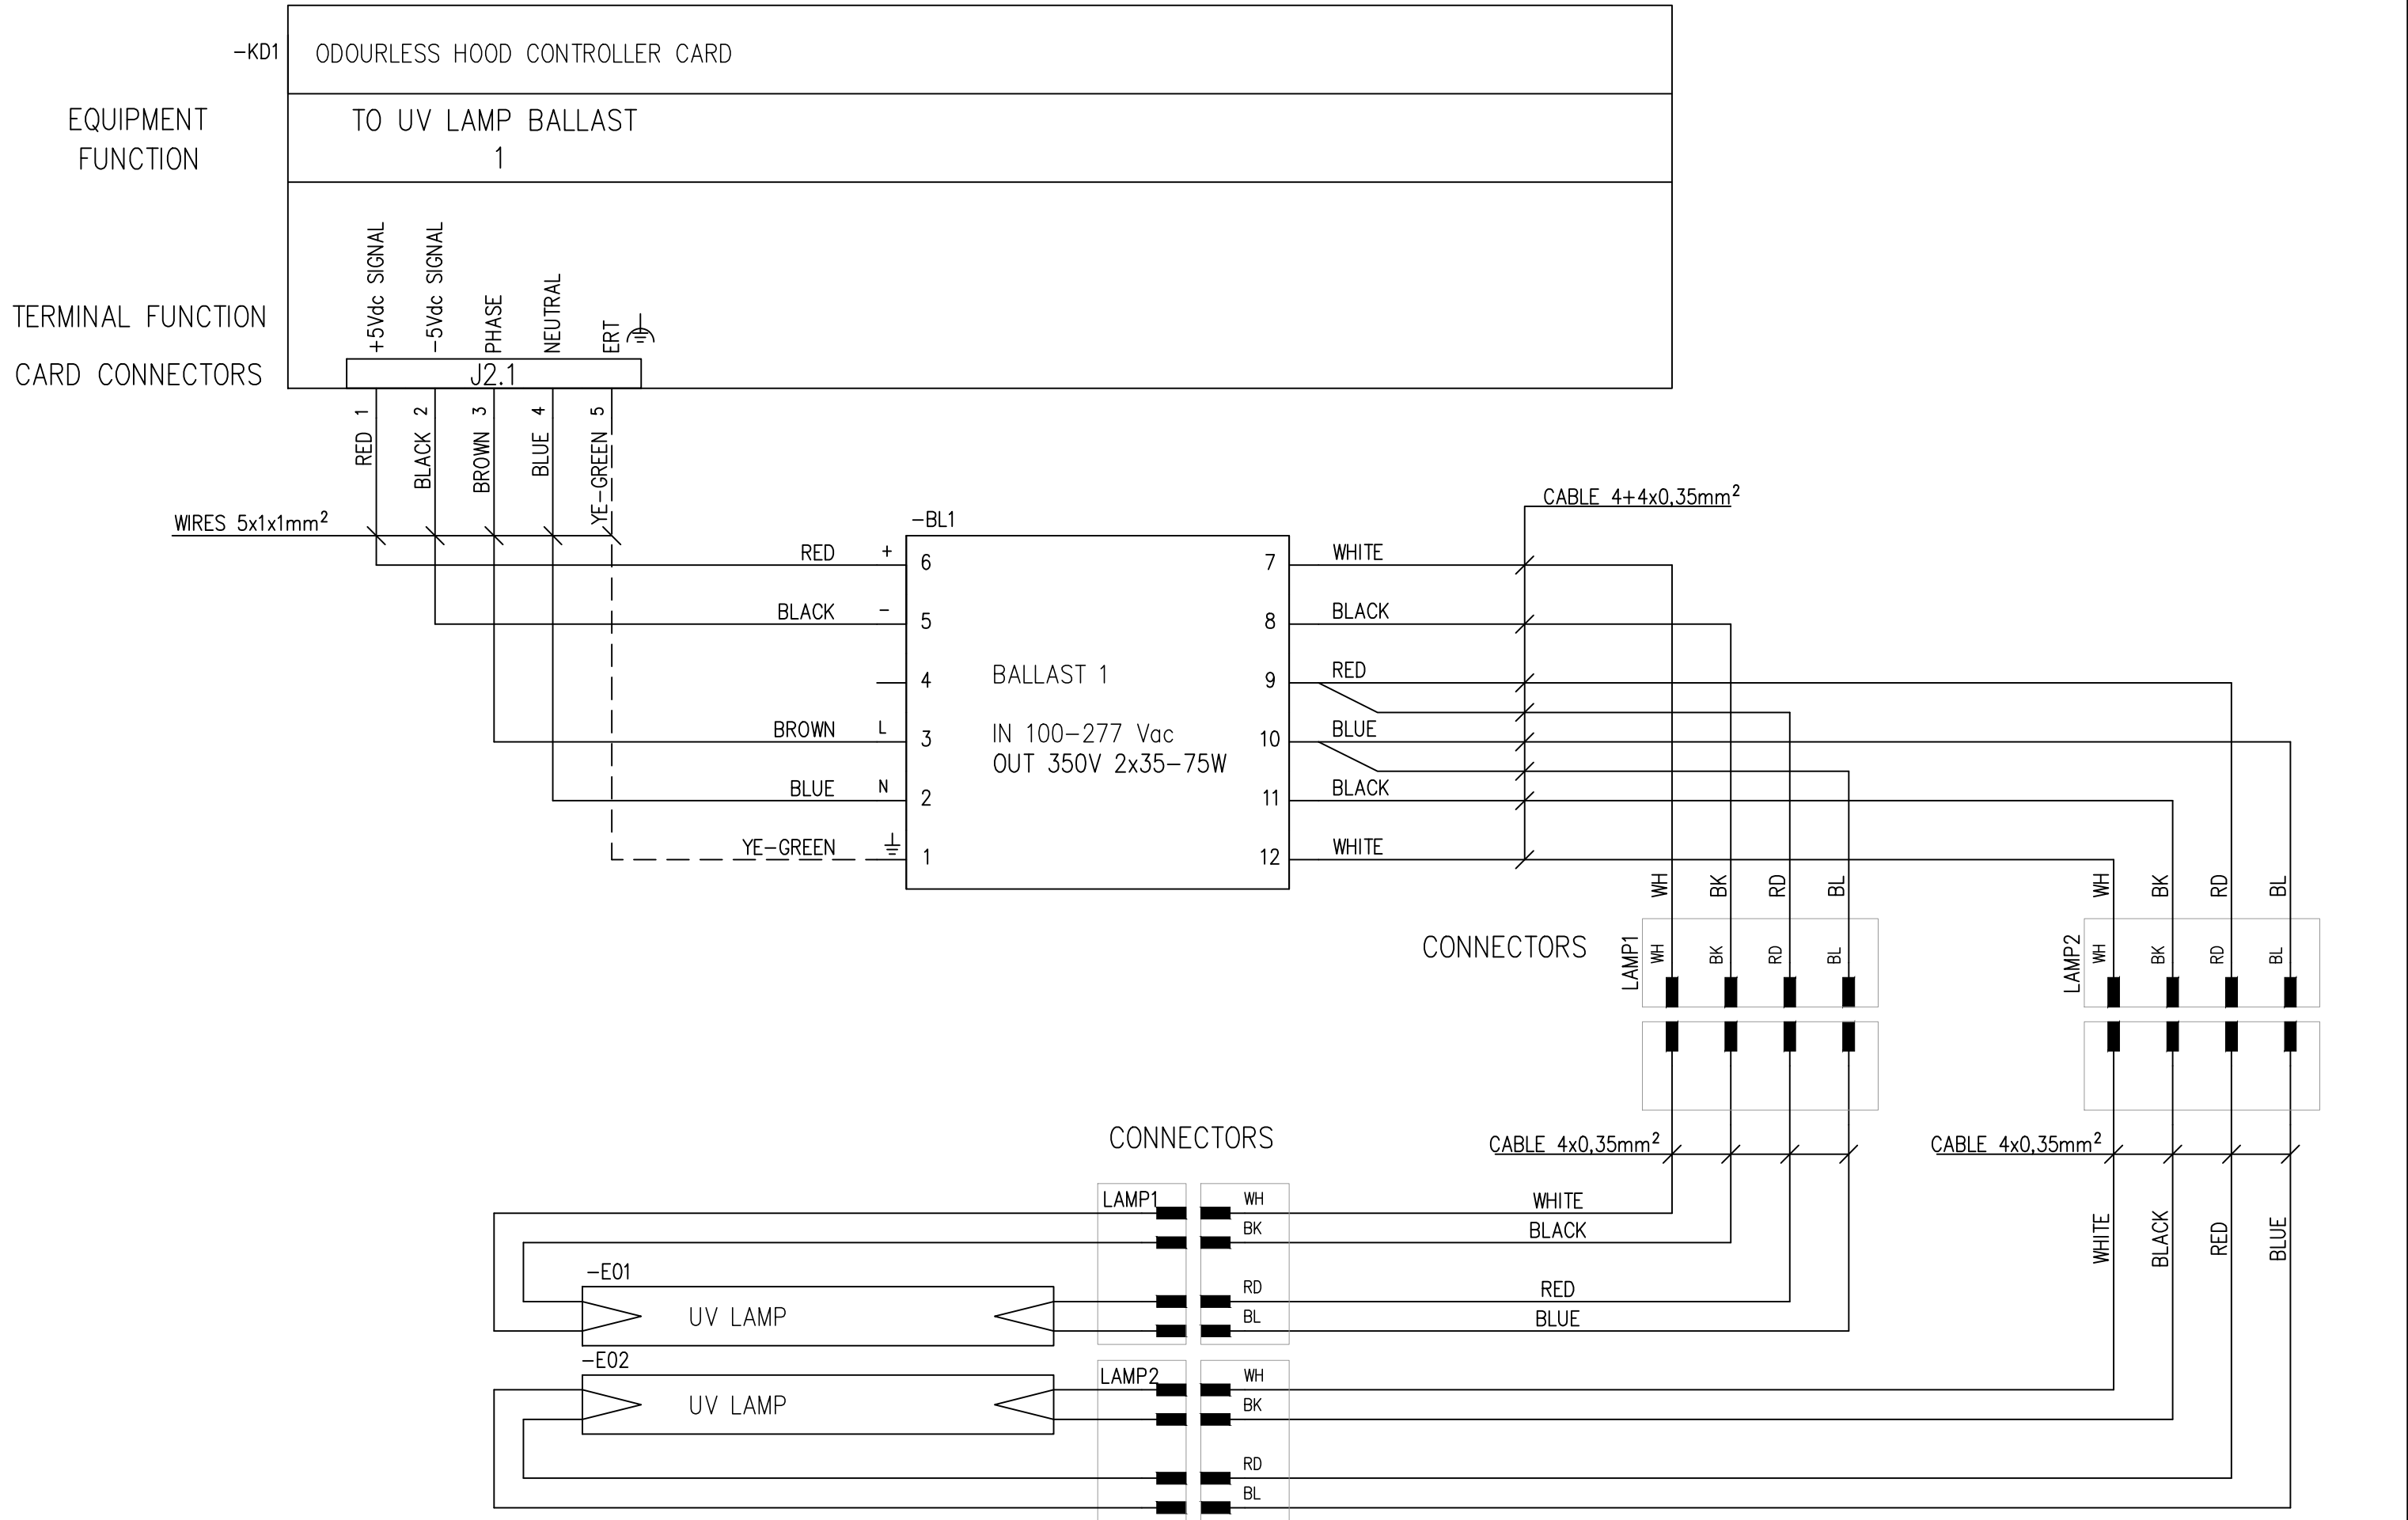 -KD1 ODOURLESS HOOD CONTROLLER CARD
EQUIPMENT
FUNCTION
TO UV LAMP BALLAST
1
TERMINAL FUNCTION
+5Vdc SIGNAL
-5Vdc SIGNAL
PHASE
NEUTRAL
ERT
CARD CONNECTORS
J2.1
RED 1
BLACK 2
BROWN 3
BLUE 4
YE-GREEN 5
WIRES 5x1x1mm²
CABLE 4+4x0,35mm²
-BL1
RED + 6
BLACK - 5
4
BROWN L 3
BLUE N 2
YE-GREEN 1
BALLAST 1
IN 100-277 Vac
OUT 350V 2x35-75W
7 WHITE
8 BLACK
9 RED
10 BLUE
11 BLACK
12 WHITE
WH BK RD BL
WH BK RD BL
CONNECTORS
LAMP1
WH BK RD BL
LAMP2
WH BK RD BL
CONNECTORS
CABLE 4x0,35mm²
CABLE 4x0,35mm²
LAMP1
WH
BK
RD
BL
WHITE
BLACK
RED
BLUE
WHITE
BLACK
RED
BLUE
-E01
UV LAMP
-E02
UV LAMP
LAMP2
WH
BK
RD
BL